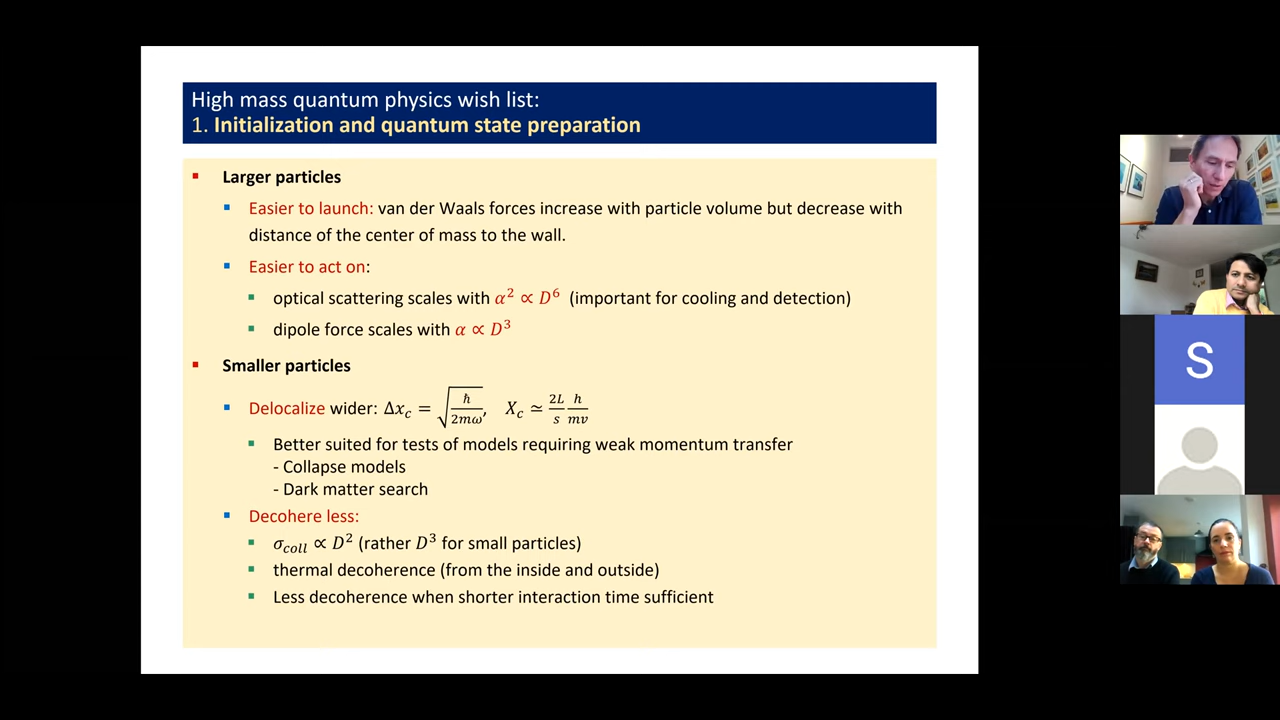 High mass quantum physics wish list:
1. Initialization and quantum state preparation
▪ Larger particles
▪ Easier to launch: van der Waals forces increase with particle volume but decrease with
distance of the center of mass to the wall.
▪ Easier to act on:
▪ optical scattering scales with α² ∝ D⁶ (important for cooling and detection)
▪ dipole force scales with α ∝ D³
▪ Smaller particles
▪ Delocalize wider: Δx_c = √(ħ/2mω), X_c ≃ 2L/s h/mv
▪ Better suited for tests of models requiring weak momentum transfer
- Collapse models
- Dark matter search
▪ Decohere less:
▪ σ_coll ∝ D² (rather D³ for small particles)
▪ thermal decoherence (from the inside and outside)
▪ Less decoherence when shorter interaction time sufficient
S